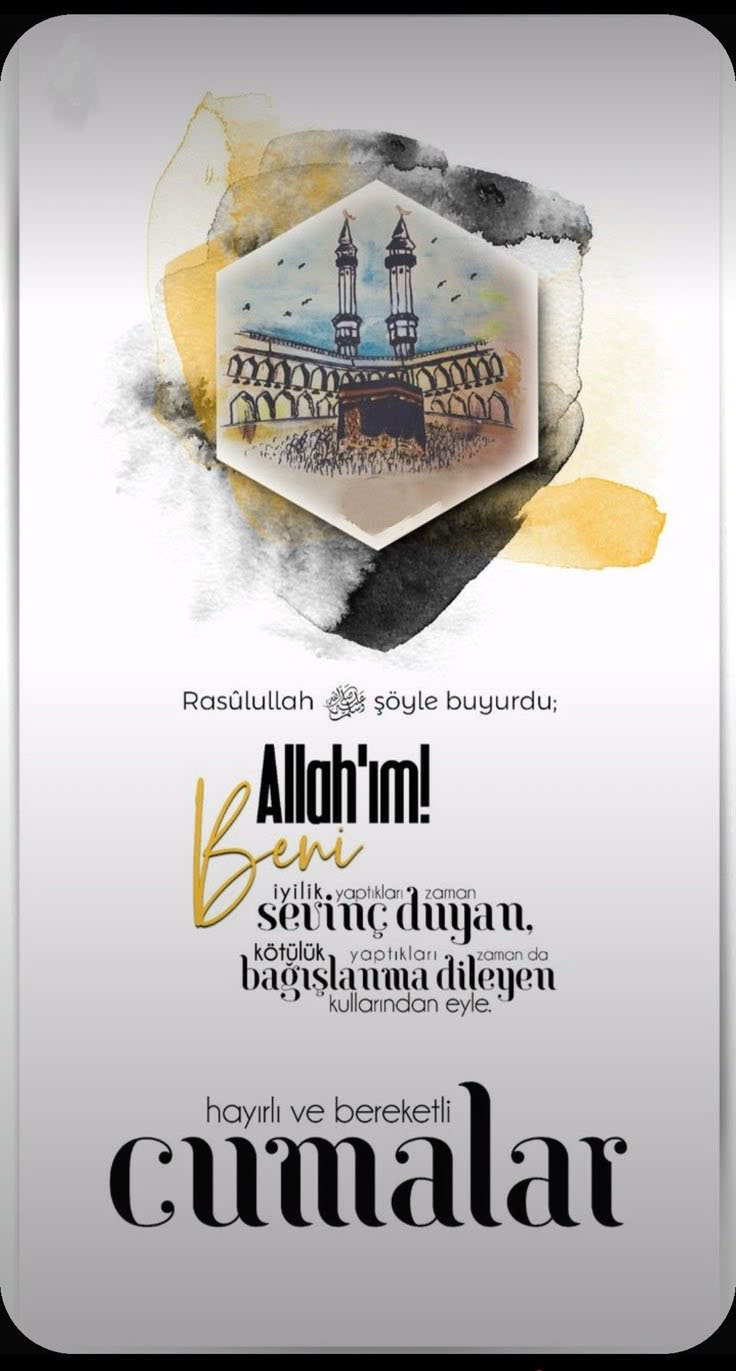 Rasûlullah ﷺ şöyle buyurdu;
Allah'ım!
Beni
iyilik yaptıkları zaman
sevinç duyan,
kötülük yaptıkları zaman da
bağışlanma dileyen
kullarından eyle.
hayırlı ve bereketli
cumalar